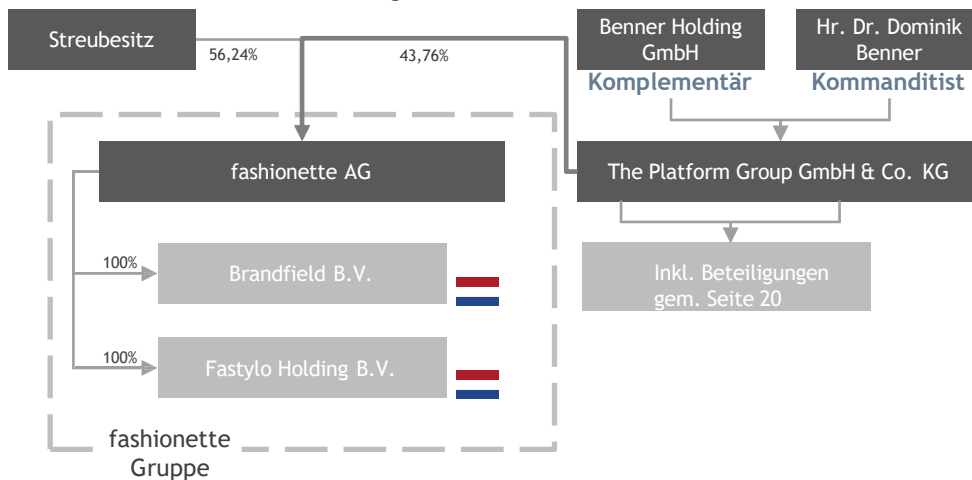 Streubesitz
56,24%
43,76%
Benner Holding
GmbH
Hr. Dr. Dominik
Benner
Komplementär
Kommanditist
fashionette AG
The Platform Group GmbH & Co. KG
100%
Brandfield B.V.
Inkl. Beteiligungen
gem. Seite 20
100%
Fastylo Holding B.V.
fashionette
Gruppe